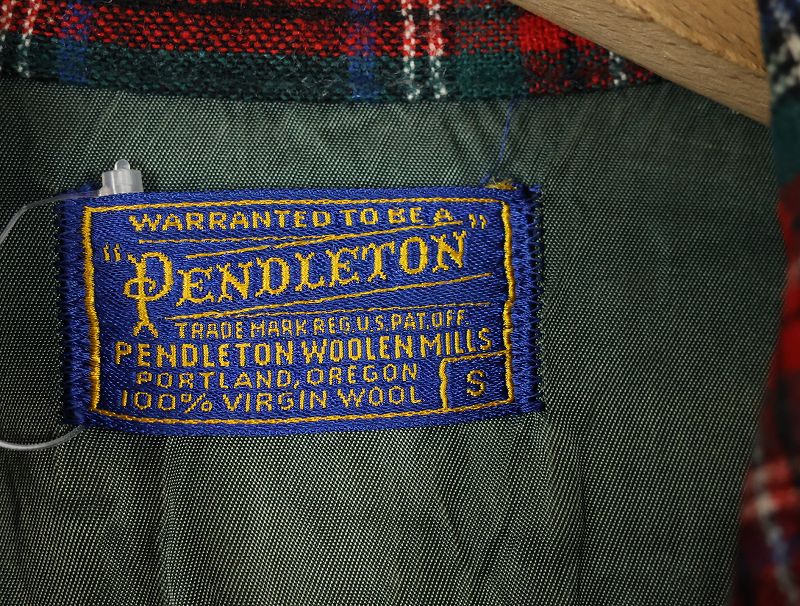 WARRANTED TO BE A
"PENDLETON"
TRADE MARK REG. U.S. PAT. OFF.
PENDLETON WOOLEN MILLS
PORTLAND, OREGON
100% VIRGIN WOOL
S